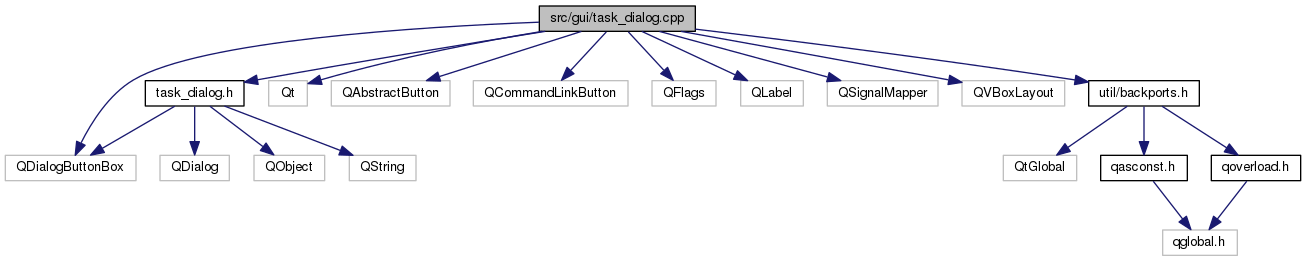 src/gui/task_dialog.cpp
task_dialog.h
Qt
QAbstractButton
QCommandLinkButton
QFlags
QLabel
QSignalMapper
QVBoxLayout
util/backports.h
QDialogButtonBox
QDialog
QObject
QString
QtGlobal
qasconst.h
qoverload.h
qglobal.h